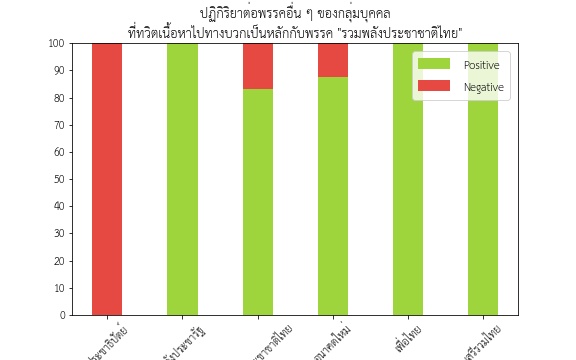 ปฏิกิริยาต่อพรรคอื่น ๆ ของกลุ่มบุคคล
ที่ทวิตเนื้อหาไปทางบวกเป็นหลักกับพรรค "รวมพลังประชาชาติไทย"
100
90
80
70
60
50
40
30
20
10
0
Positive
Negative
เพื่อไทย